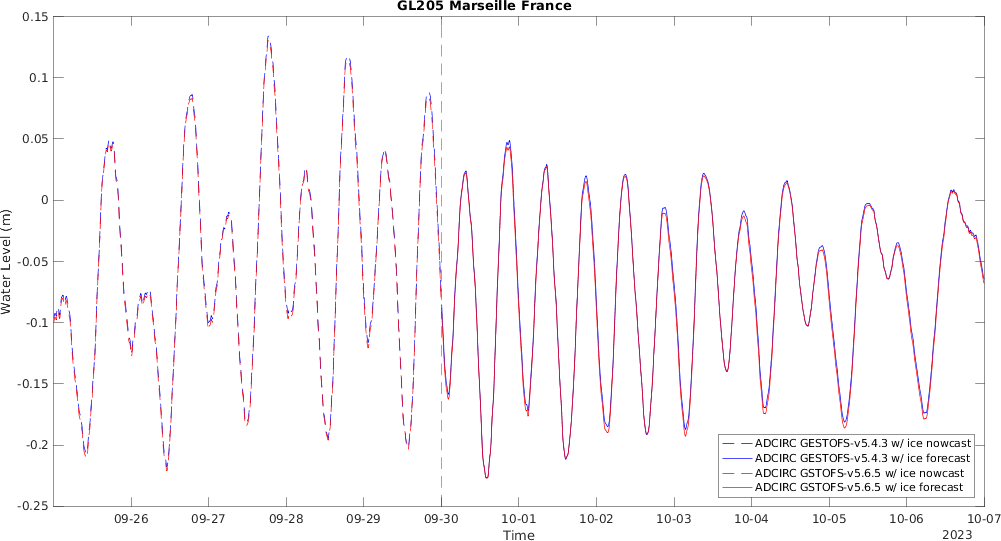 GL205 Marseille France
0.15
0.1
0.05
0
-0.05
-0.1
-0.15
-0.2
-0.25
Water Level (m)
ADCIRC GESTOFS-v5.4.3 w/ ice nowcast
ADCIRC GESTOFS-v5.4.3 w/ ice forecast
ADCIRC GSTOFS-v5.6.5 w/ ice nowcast
ADCIRC GSTOFS-v5.6.5 w/ ice forecast
09-26 09-27 09-28 09-29 09-30 10-01 10-02 10-03 10-04 10-05 10-06 10-07
Time
2023